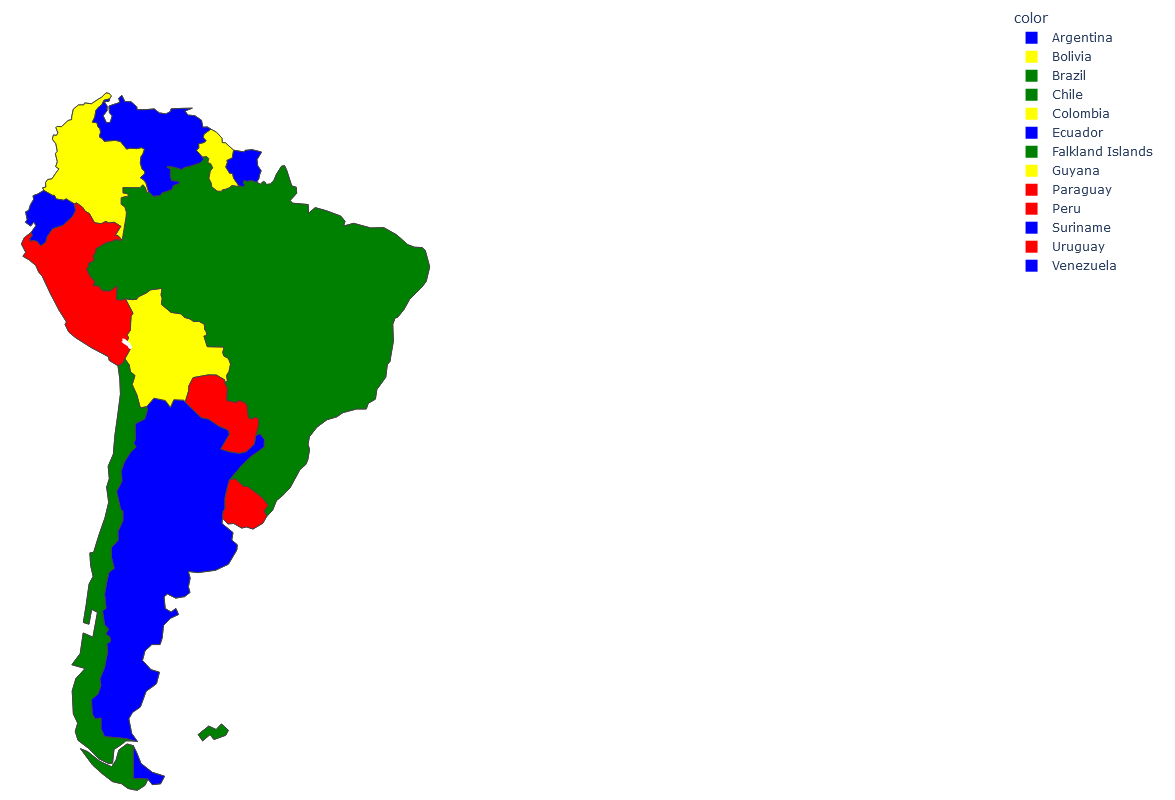 color
Argentina
Bolivia
Brazil
Chile
Colombia
Ecuador
Falkland Islands
Guyana
Paraguay
Peru
Suriname
Uruguay
Venezuela